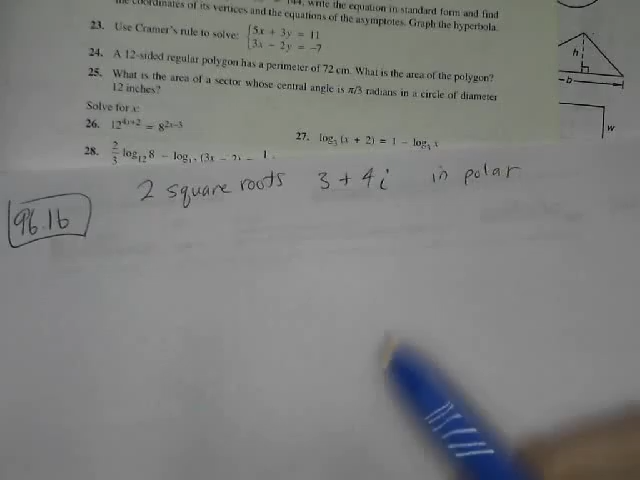 144, write the equation in standard form and find
the coordinates of its vertices and the equations of the asymptotes. Graph the hyperbola.
23. Use Cramer's rule to solve: { 5x + 3y = 11
3x − 2y = −7
24. A 12-sided regular polygon has a perimeter of 72 cm. What is the area of the polygon?
25. What is the area of a sector whose central angle is π/3 radians in a circle of diameter
12 inches?
Solve for x:
26. 12^{4x+2} = 8^{2x−3}
27. log₃ (x + 2) = 1 − log₃ x
28. 2/3 log₁₂ 8 − log₁₂ (3x − 2) =
h
b
w
2 square roots 3 + 4i in polar
96.16